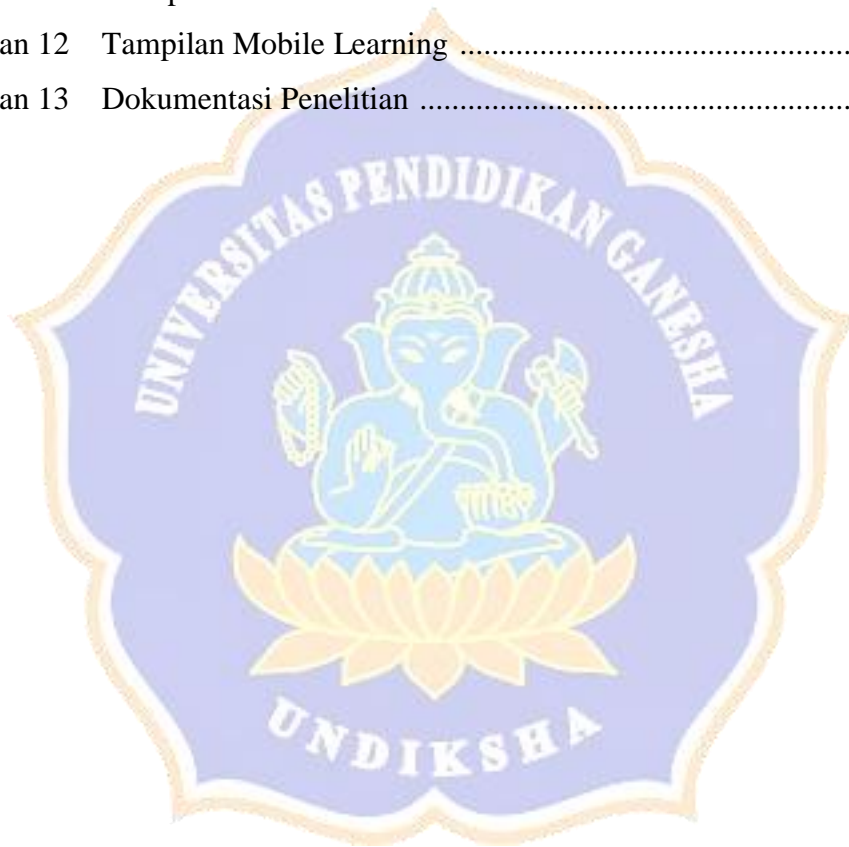 an 12 Tampilan Mobile Learning ................................................
an 13 Dokumentasi Penelitian .....................................................
UNIVERSITAS PENDIDIKAN GANESHA
UNDIKSHA